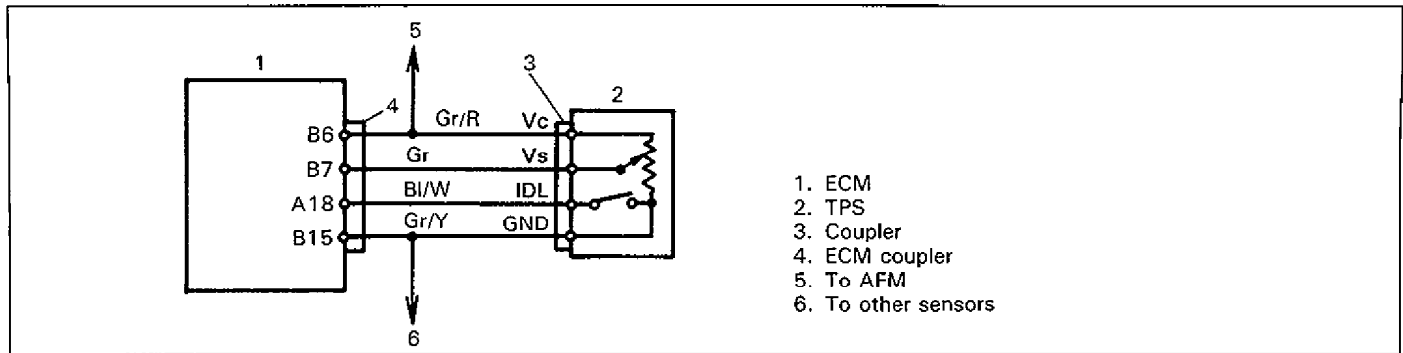 5
1
3
2
4
B6 Gr/R Vc
B7 Gr Vs
A18 Bl/W IDL
B15 Gr/Y GND
6
1. ECM
2. TPS
3. Coupler
4. ECM coupler
5. To AFM
6. To other sensors